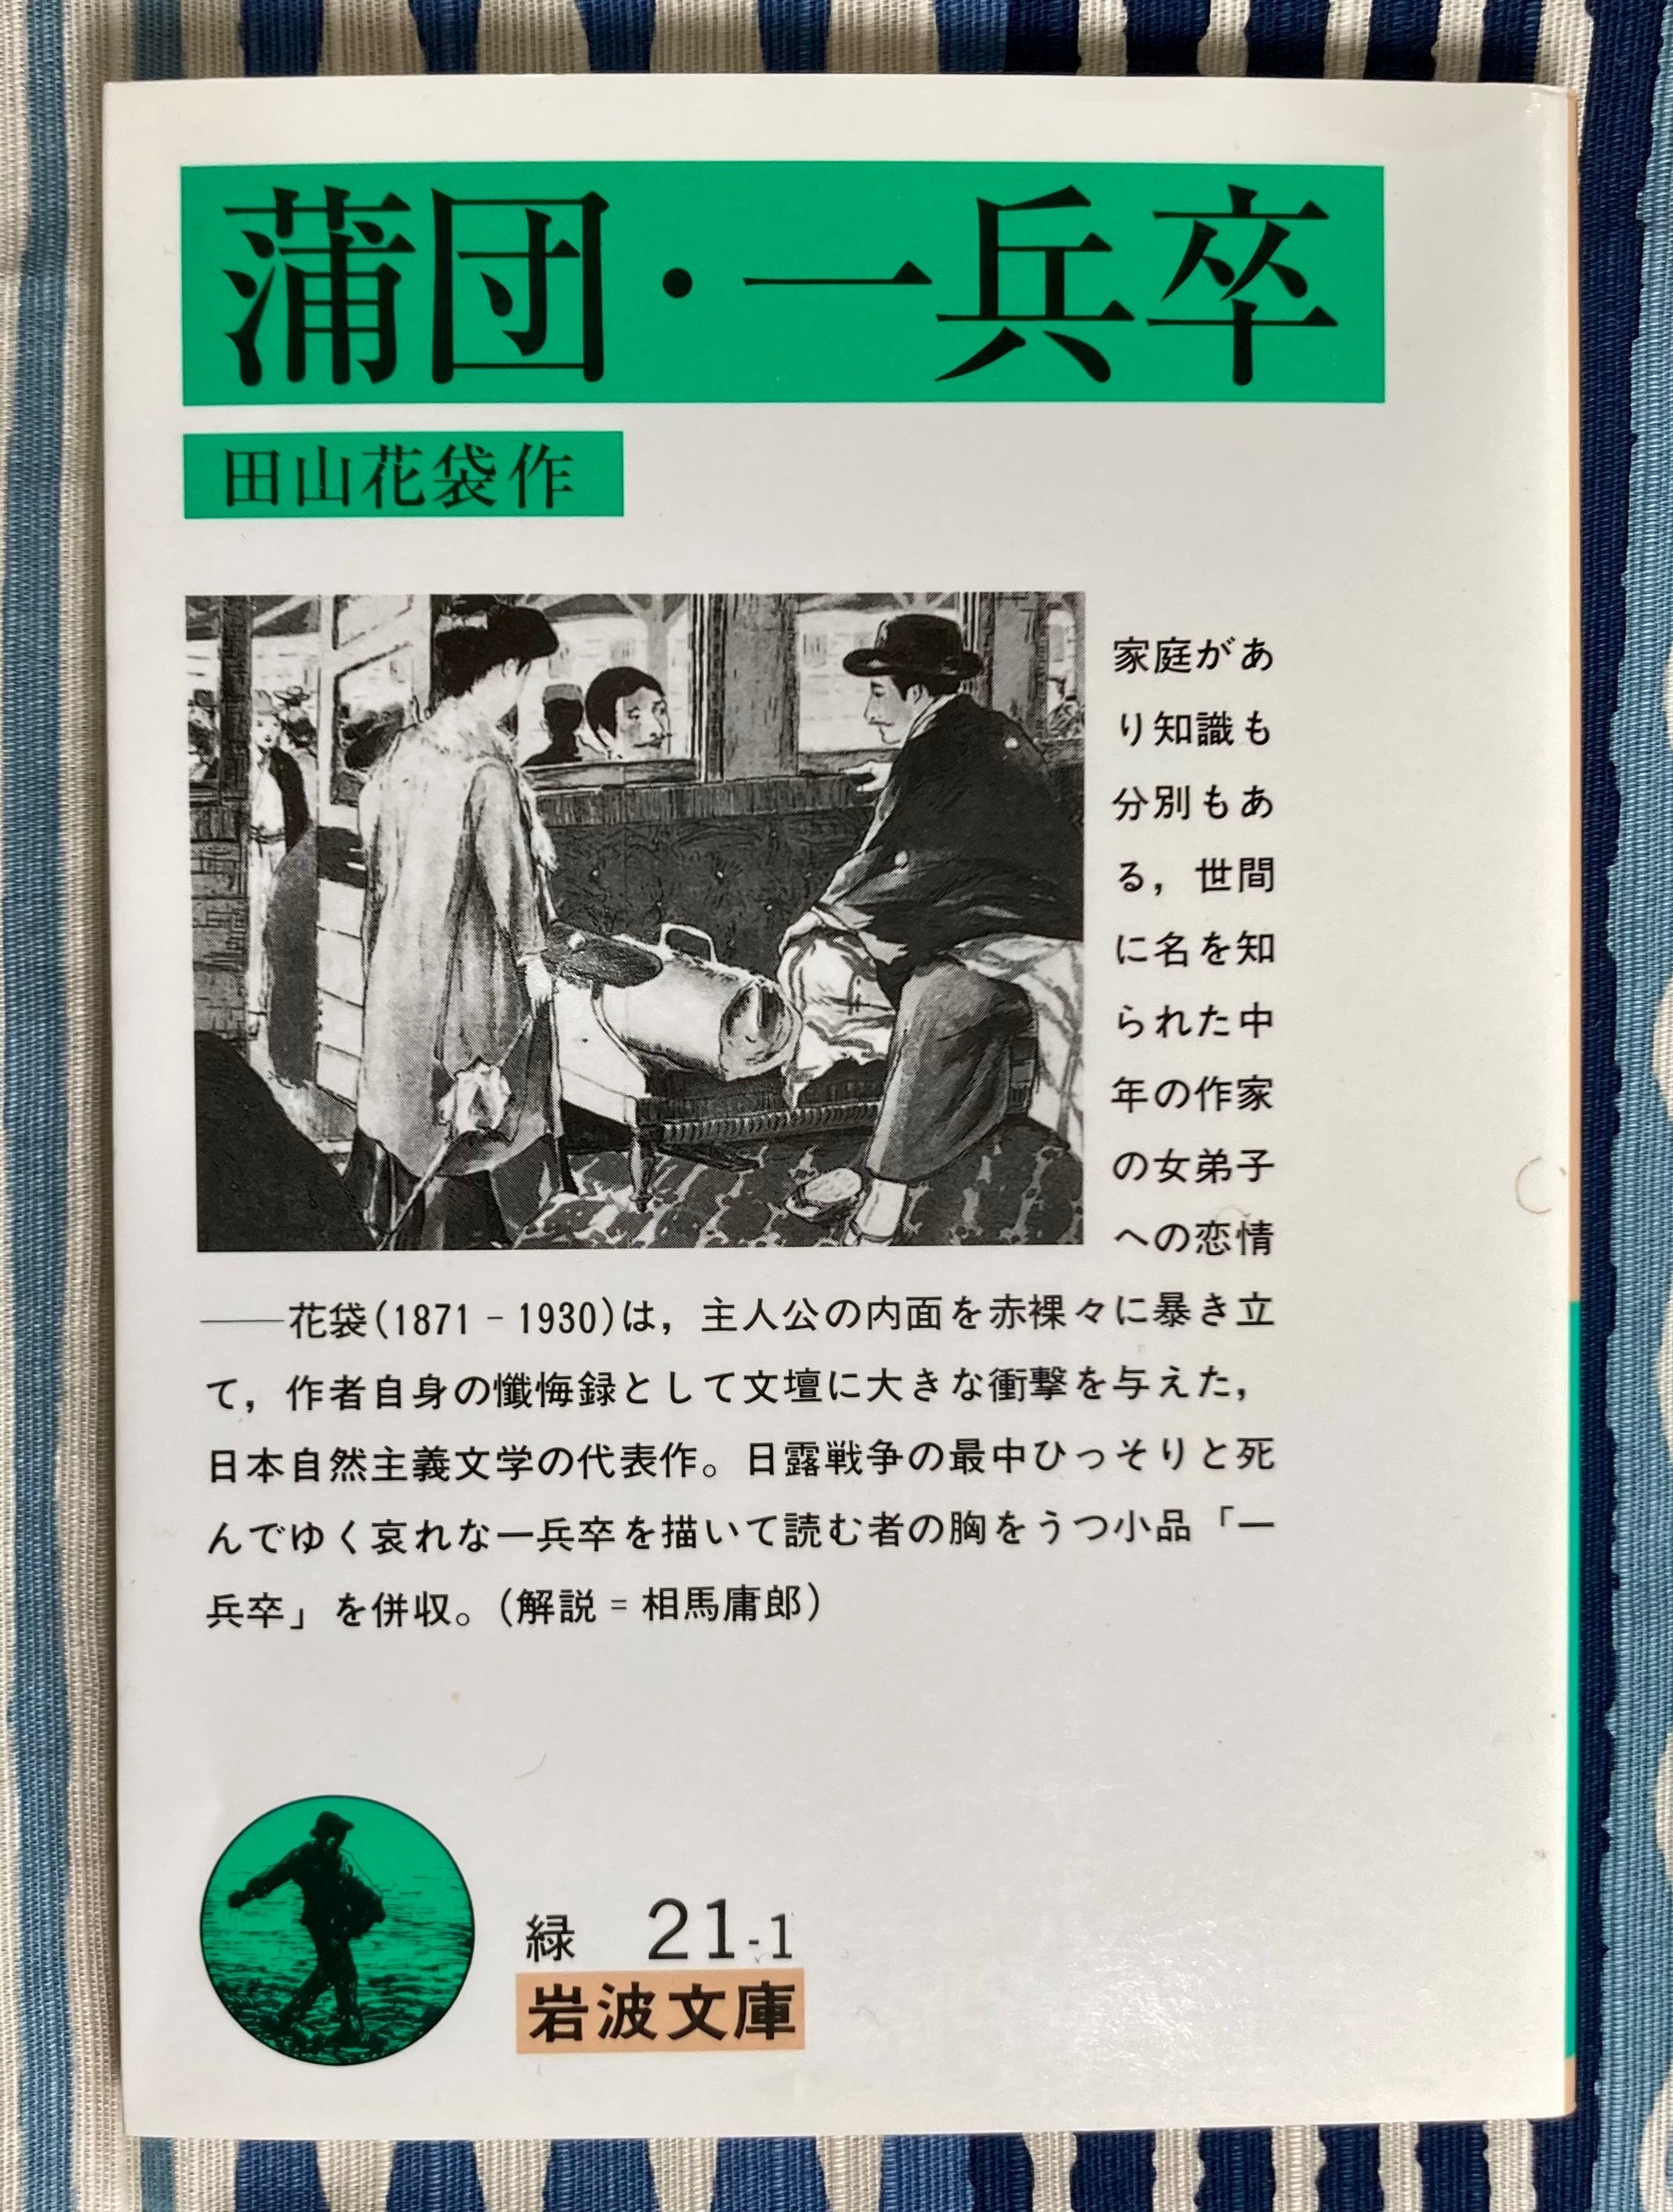 蒲団・一兵卒
田山花袋作
家庭があ
り知識も
分別もあ
る，世間
に名を知
られた中
年の作家
の女弟子
への恋情
――花袋(1871－1930)は，主人公の内面を赤裸々に暴き立
て，作者自身の懺悔録として文壇に大きな衝撃を与えた，
日本自然主義文学の代表作。日露戦争の最中ひっそりと死
んでゆく哀れな一兵卒を描いて読む者の胸をうつ小品「一
兵卒」を併収。(解説＝相馬庸郎)
緑 21-1
岩波文庫